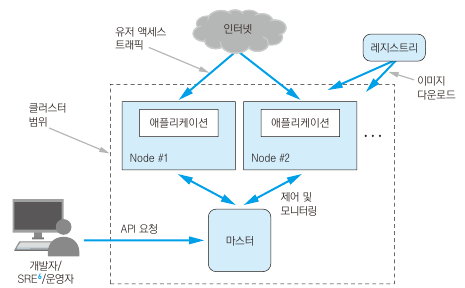 유저 액세스
트래픽
인터넷
레지스트리
이미지
다운로드
클러스터
범위
애플리케이션
애플리케이션
Node #1
Node #2
...
제어 및
모니터링
API 요청
마스터
개발자/
SRE⁶/운영자